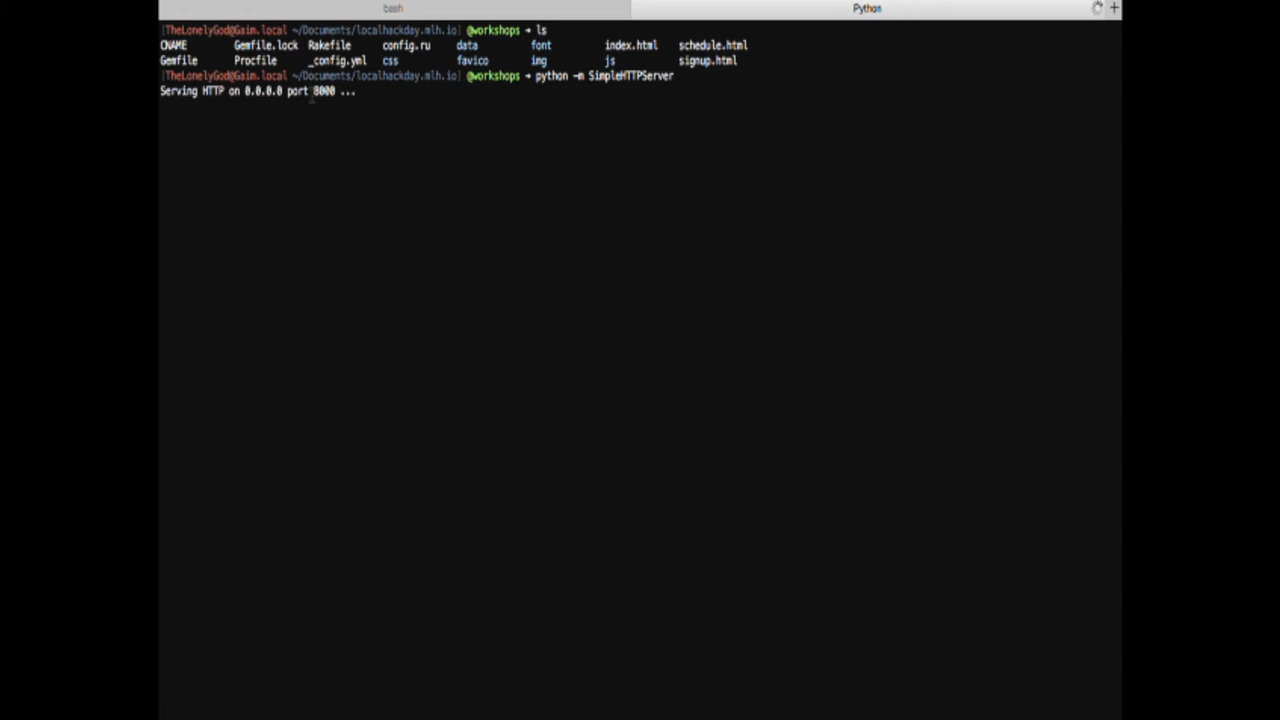 bash Python +
[TheLonelyGod@Gaim.local ~/Documents/localhackday.mlh.io] @workshops → ls
CNAME Gemfile.lock Rakefile config.ru data font index.html schedule.html
Gemfile Procfile _config.yml css favico img js signup.html
[TheLonelyGod@Gaim.local ~/Documents/localhackday.mlh.io] @workshops → python -m SimpleHTTPServer
Serving HTTP on 0.0.0.0 port 8000 ...